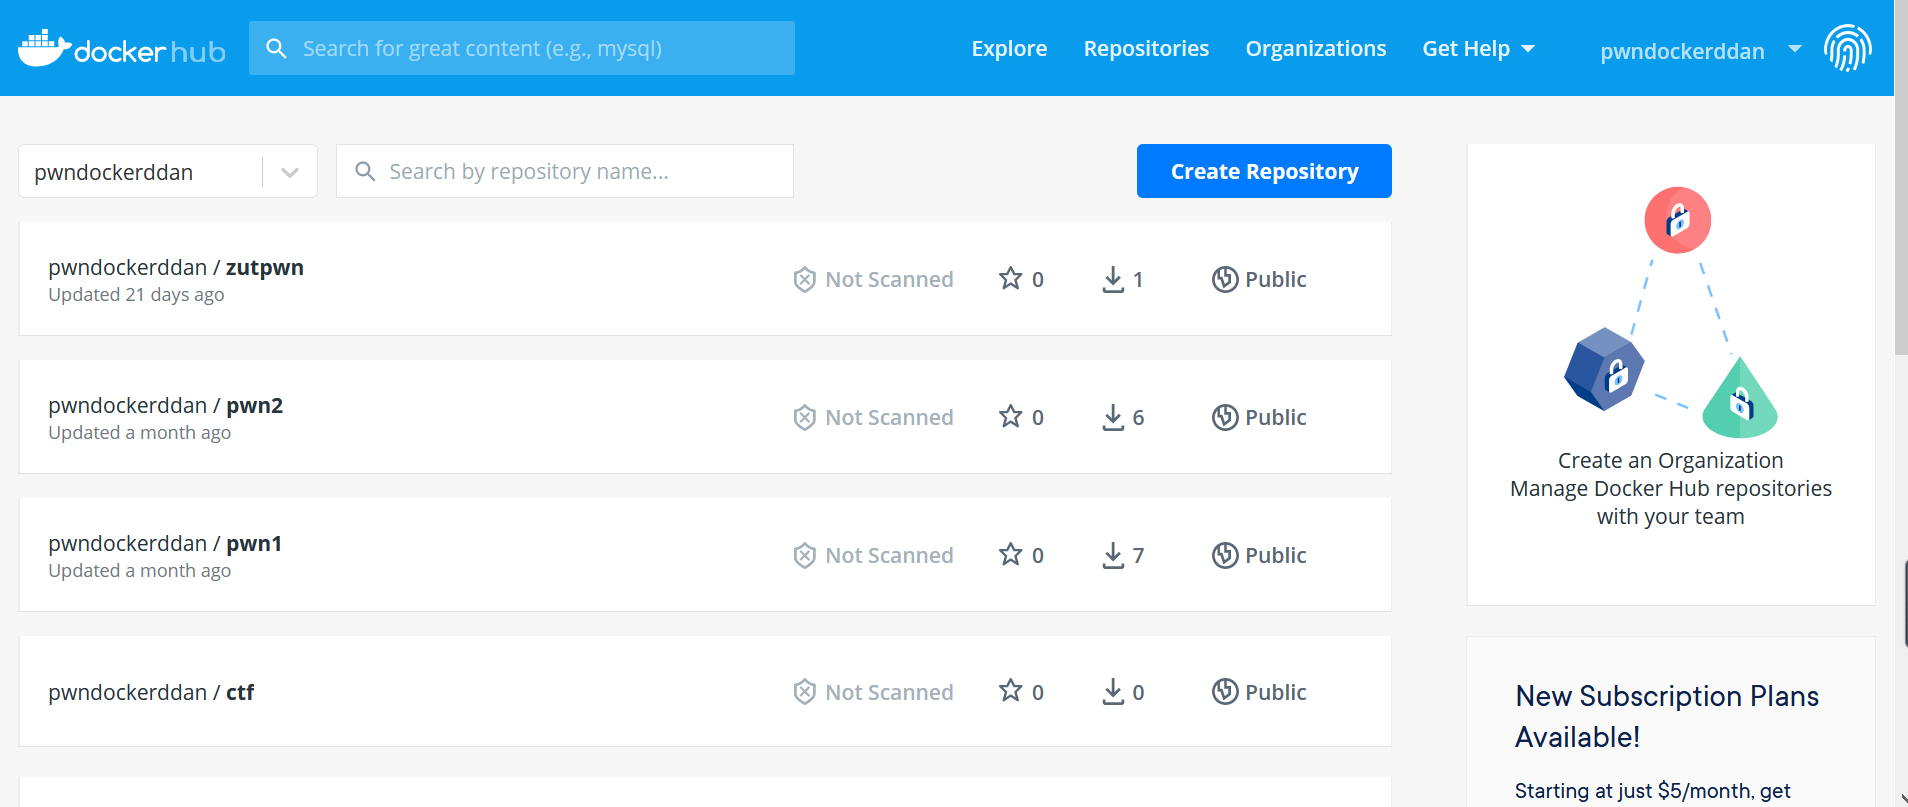 docker hub
Search for great content (e.g., mysql)
Explore
Repositories
Organizations
Get Help
pwndockerddan
pwndockerddan
Search by repository name...
Create Repository
pwndockerddan / zutpwn
Updated 21 days ago
Not Scanned
0
1
Public
pwndockerddan / pwn2
Updated a month ago
Not Scanned
0
6
Public
pwndockerddan / pwn1
Updated a month ago
Not Scanned
0
7
Public
pwndockerddan / ctf
Not Scanned
0
0
Public
Create an Organization
Manage Docker Hub repositories
with your team
New Subscription Plans
Available!
Starting at just $5/month, get